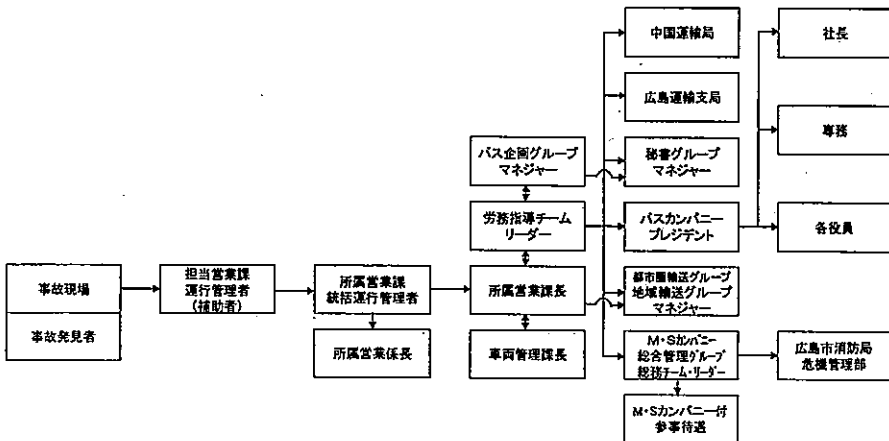 事故現場
事故発見者
担当営業課
運行管理者
(補助者)
所属営業課
統括運行管理者
所属営業係長
バス企画グループ
マネジャー
労務指導チーム
リーダー
所属営業課長
車両管理課長
中国運輸局
広島運輸支局
秘書グループ
マネジャー
バスカンパニー
プレジデント
都市圏輸送グループ
地域輸送グループ
マネジャー
M・Sカンパニー
総合管理グループ
総務チーム・リーダー
M・Sカンパニー付
参事待遇
社長
専務
各役員
広島市消防局
危機管理部